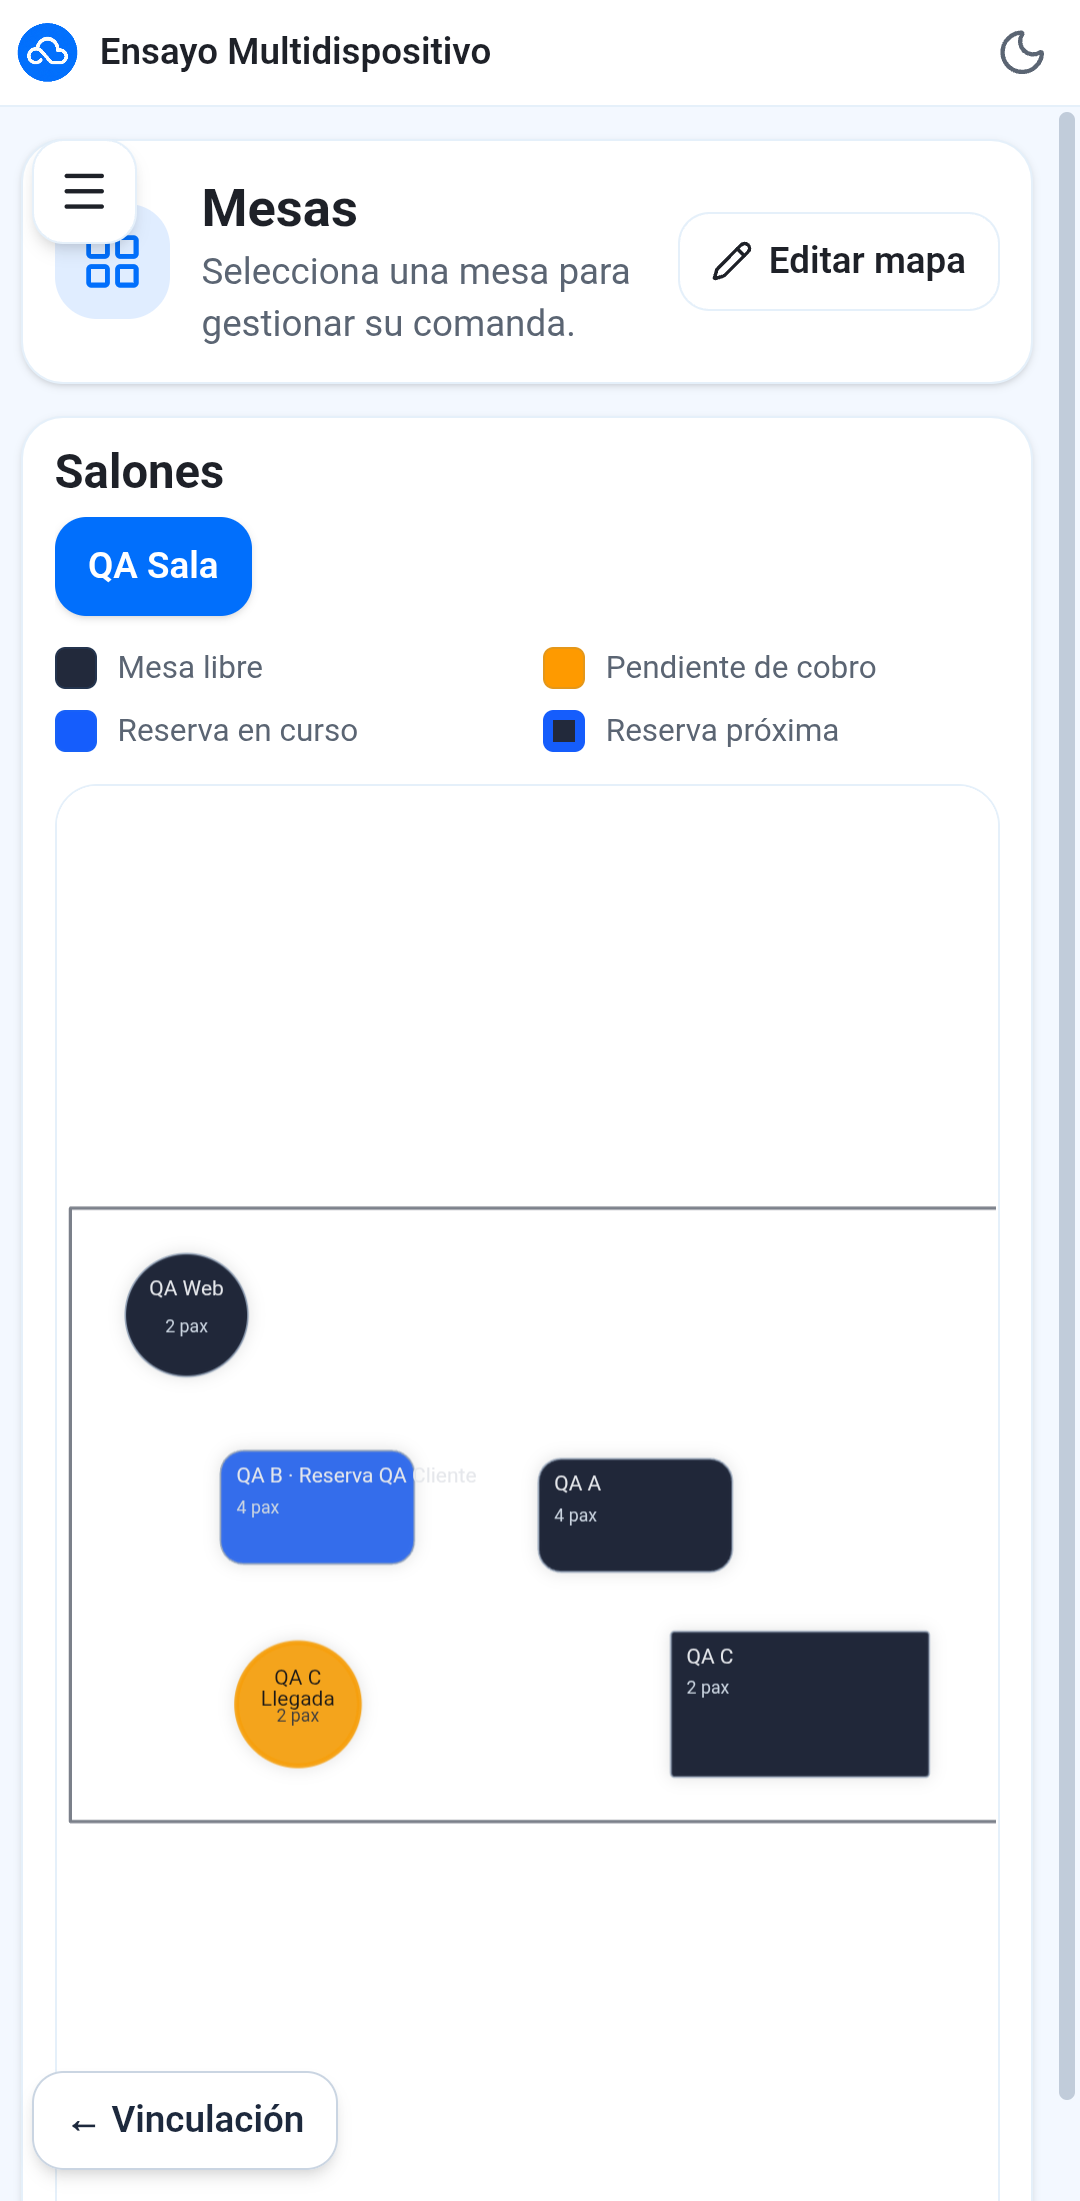 Ensayo Multidispositivo
Mesas
Selecciona una mesa para
gestionar su comanda.
Editar mapa
Salones
QA Sala
Mesa libre
Pendiente de cobro
Reserva en curso
Reserva próxima
QA Web
2 pax
QA B · Reserva QA Cliente
4 pax
QA A
4 pax
QA C
Llegada
2 pax
QA C
2 pax
← Vinculación